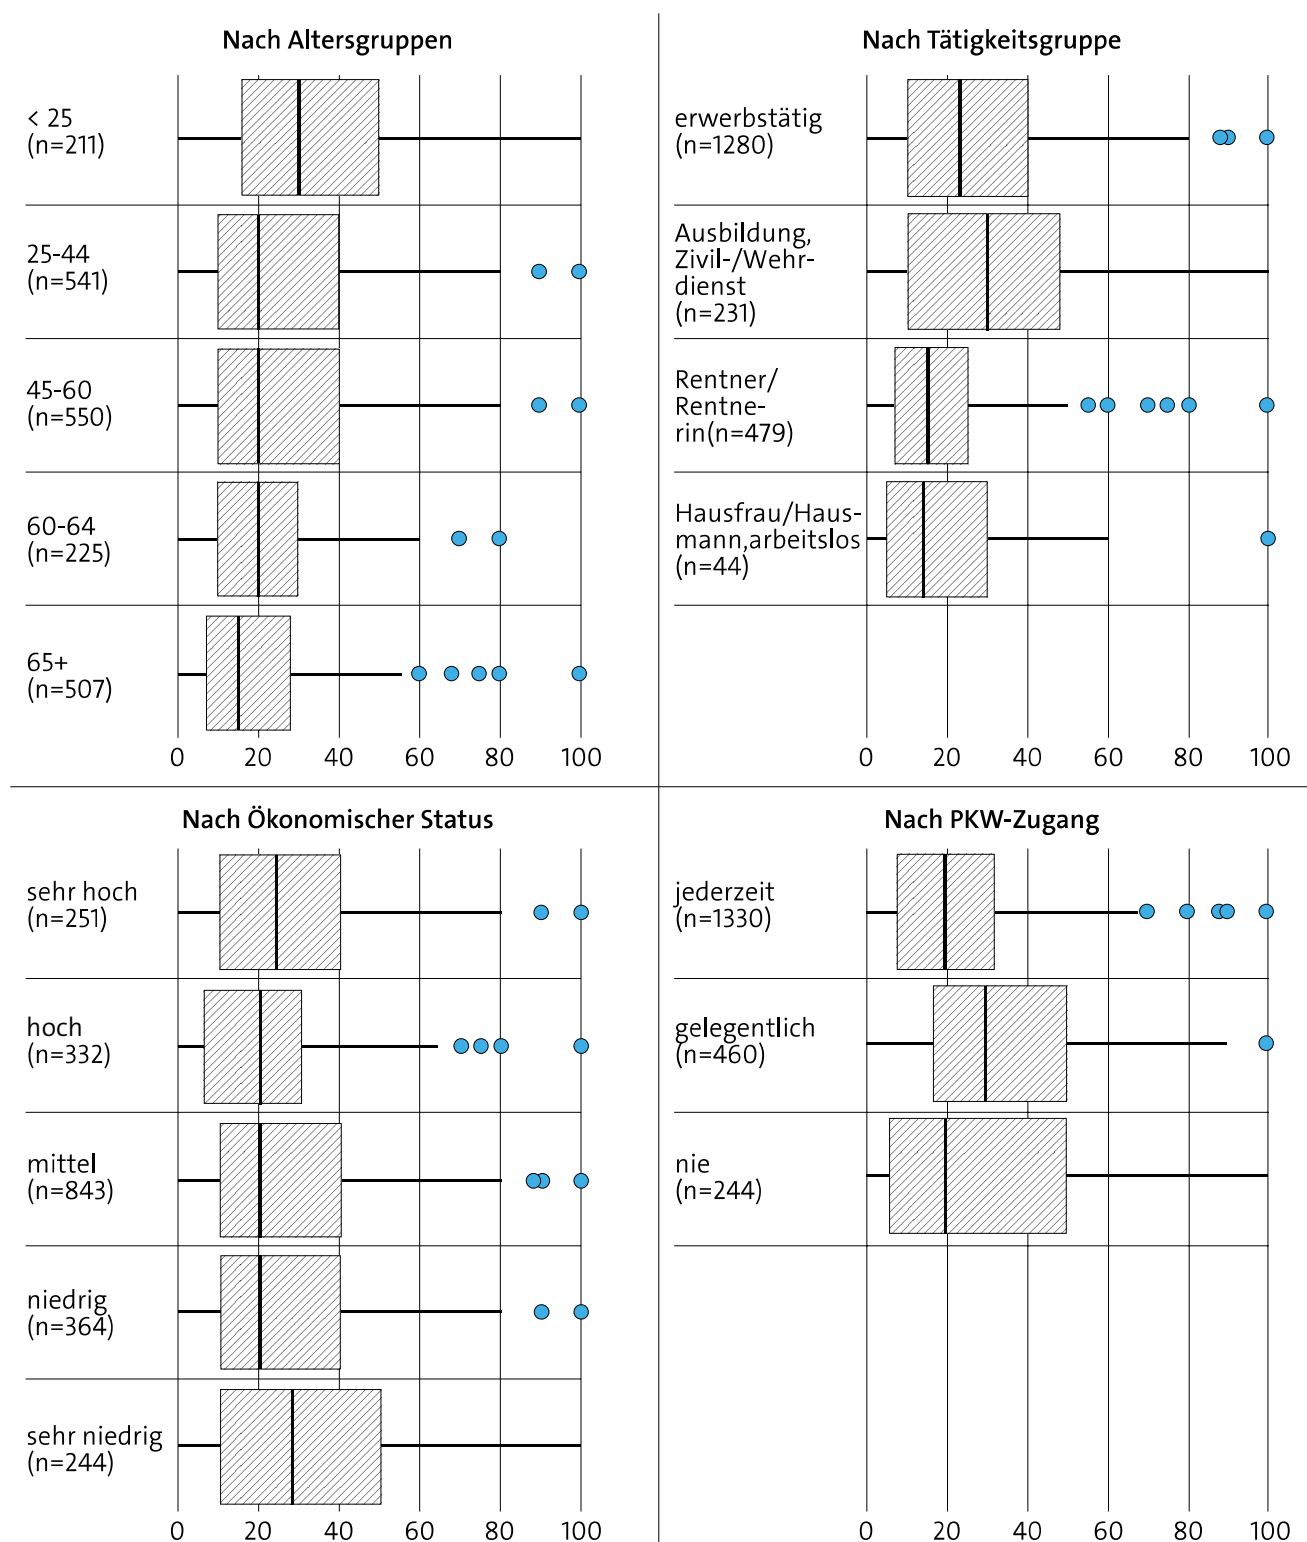 Nach Altersgruppen
< 25
(n=211)
25-44
(n=541)
45-60
(n=550)
60-64
(n=225)
65+
(n=507)
0 20 40 60 80 100
Nach Tätigkeitsgruppe
erwerbstätig
(n=1280)
Ausbildung,
Zivil-/Wehr-
dienst
(n=231)
Rentner/
Rentne-
rin(n=479)
Hausfrau/Haus-
mann,arbeitslos
(n=44)
0 20 40 60 80 100
Nach Ökonomischer Status
sehr hoch
(n=251)
hoch
(n=332)
mittel
(n=843)
niedrig
(n=364)
sehr niedrig
(n=244)
0 20 40 60 80 100
Nach PKW-Zugang
jederzeit
(n=1330)
gelegentlich
(n=460)
nie
(n=244)
0 20 40 60 80 100